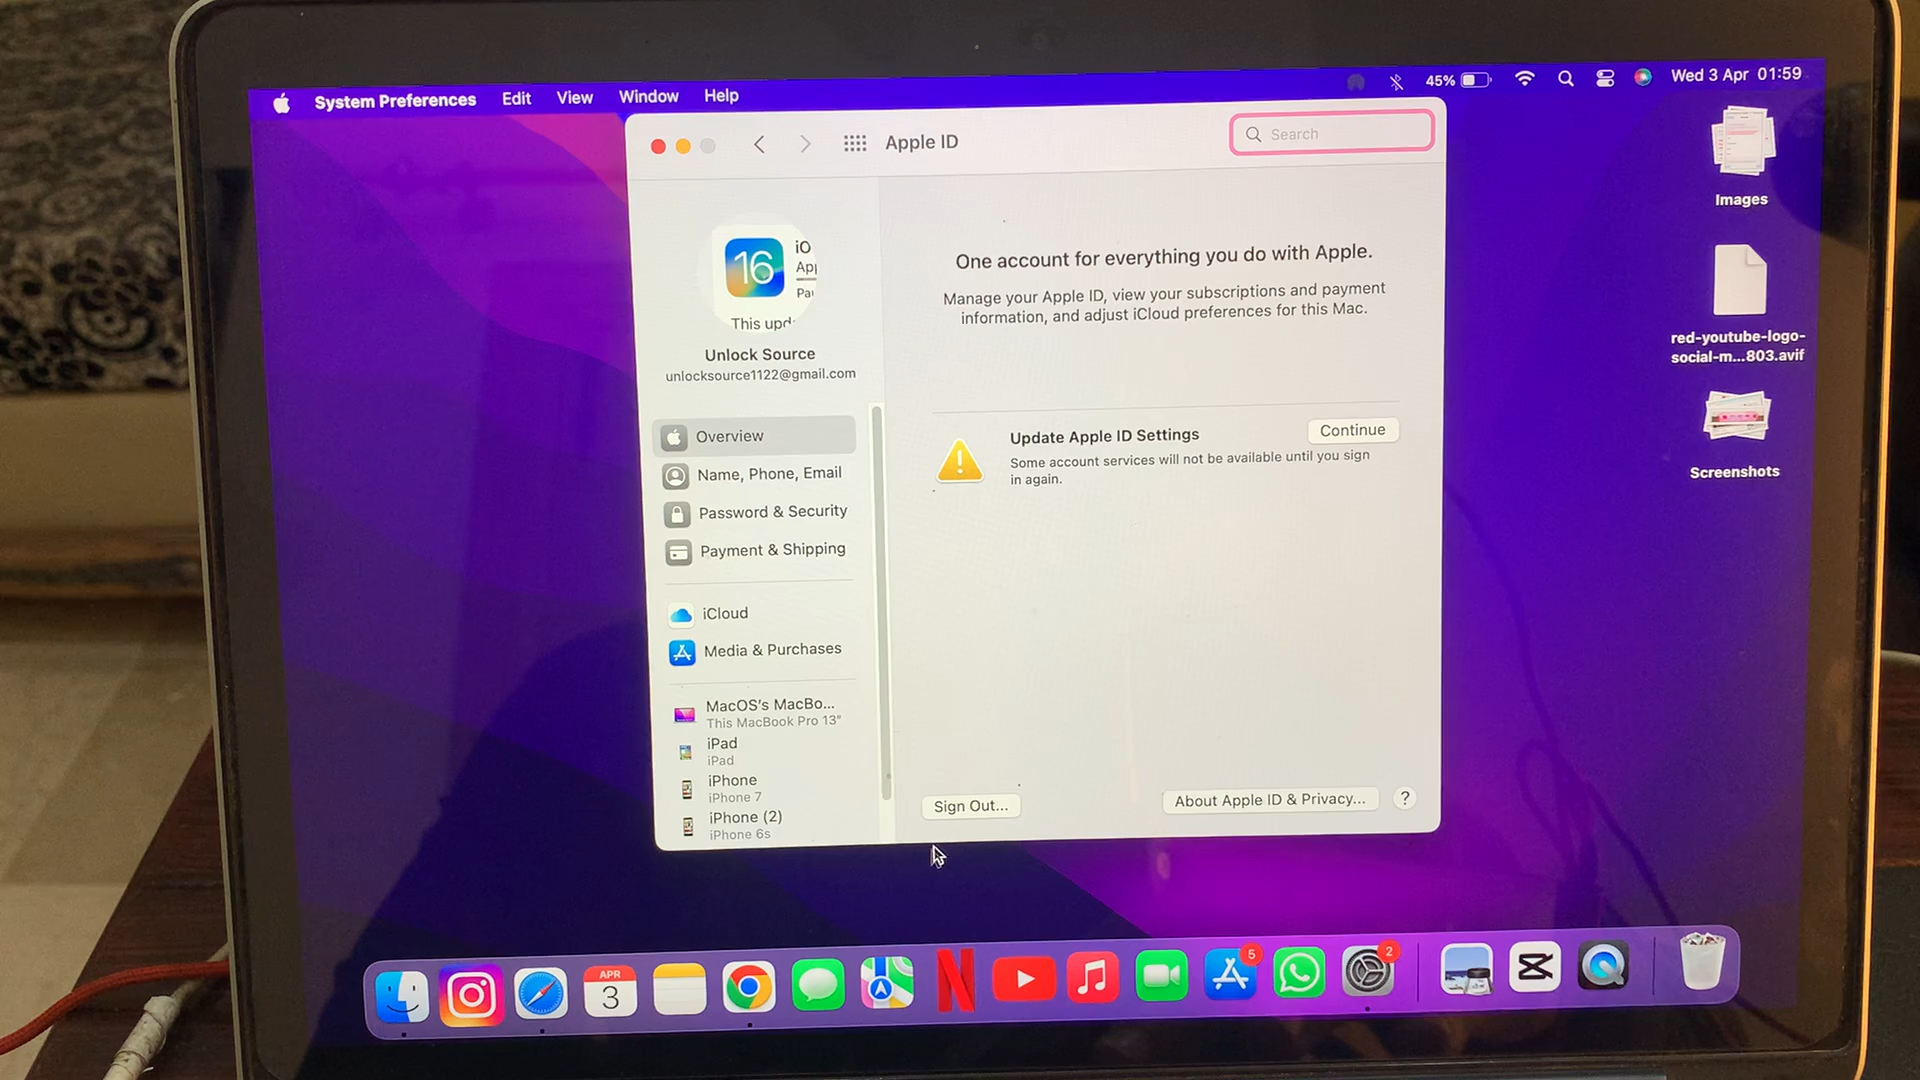 System Preferences Edit View Window Help
45% Wed 3 Apr 01:59
Apple ID
Search
16
iO
App
Pa
This upd
Unlock Source
unlocksource1122@gmail.com
Overview
Name, Phone, Email
Password & Security
Payment & Shipping
iCloud
Media & Purchases
MacOS's MacBo...
This MacBook Pro 13"
iPad
iPad
iPhone
iPhone 7
iPhone (2)
iPhone 6s
One account for everything you do with Apple.
Manage your Apple ID, view your subscriptions and payment
information, and adjust iCloud preferences for this Mac.
Update Apple ID Settings
Continue
Some account services will not be available until you sign
in again.
Sign Out...
About Apple ID & Privacy...
?
Images
red-youtube-logo-
social-m...803.avif
Screenshots
APR
3
5
2